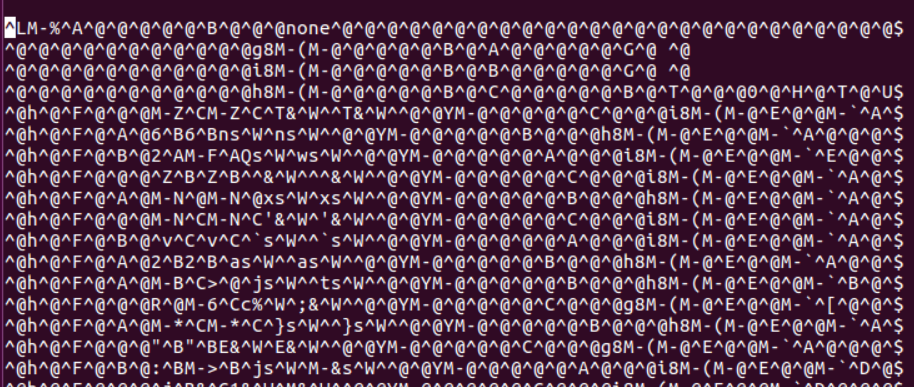 ^LM-%^A^@^@^@^@^@^B^@^@^@none^@^@^@^@^@^@^@^@^@^@^@^@^@^@^@^@^@^@^@^@^@^@^@^@$
^@^@^@^@^@^@^@^@^@^@^@g8M-(M-@^@^@^@^@^B^@^A^@^@^@^@^@^G^@ ^@
^@^@^@^@^@^@^@^@^@^@^@i8M-(M-@^@^@^@^@^B^@^B^@^@^@^@^@^G^@ ^@
^@^@^@^@^@^@^@^@^@^@^@h8M-(M-@^@^@^@^@^B^@^C^@^@^@^@^@^B^@^T^@^@^@0^@^H^@^T^@^U$
^@h^@^F^@^@^@M-Z^CM-Z^C^T&^W^^T&^W^^@^@YM-@^@^@^@^@^C^@^@^@i8M-(M-@^E^@^@M-`^A^$
^@h^@^F^@^A^@6^B6^Bns^W^ns^W^^@^@YM-@^@^@^@^@^B^@^@^@h8M-(M-@^E^@^@M-`^A^@^@^@^$
^@h^@^F^@^B^@2^AM-F^AQs^W^ws^W^^@^@YM-@^@^@^@^@^A^@^@^@i8M-(M-@^E^@^@M-`^E^@^@^$
^@h^@^F^@^@^@^Z^B^Z^B^^&^W^^^&^W^^@^@YM-@^@^@^@^@^C^@^@^@i8M-(M-@^E^@^@M-`^A^@^$
^@h^@^F^@^A^@M-N^@M-N^@xs^W^xs^W^^@^@YM-@^@^@^@^@^B^@^@^@h8M-(M-@^E^@^@M-`^A^@^$
^@h^@^F^@^@^@M-N^CM-N^C'&^W^'&^W^^@^@YM-@^@^@^@^@^C^@^@^@i8M-(M-@^E^@^@M-`^A^@^$
^@h^@^F^@^B^@^v^C^v^C^`s^W^^`s^W^^@^@YM-@^@^@^@^@^A^@^@^@i8M-(M-@^E^@^@M-`^A^@^$
^@h^@^F^@^A^@2^B2^B^as^W^^as^W^^@^@YM-@^@^@^@^@^B^@^@^@h8M-(M-@^E^@^@M-`^A^@^@^$
^@h^@^F^@^A^@M-B^C>^@^js^W^^ts^W^^@^@YM-@^@^@^@^@^B^@^@^@h8M-(M-@^E^@^@M-`^B^@^$
^@h^@^F^@^@^@R^@M-6^Cc%^W^;&^W^^@^@YM-@^@^@^@^@^C^@^@^@g8M-(M-@^E^@^@M-`^[^@^@^$
^@h^@^F^@^A^@M-*^CM-*^C^}s^W^^}s^W^^@^@YM-@^@^@^@^@^B^@^@^@h8M-(M-@^E^@^@M-`^A^$
^@h^@^F^@^@^@"^B"^BE&^W^E&^W^^@^@YM-@^@^@^@^@^C^@^@^@g8M-(M-@^E^@^@M-`^A^@^@^@^$
^@h^@^F^@^B^@:^BM->^B^js^W^M-&s^W^^@^@YM-@^@^@^@^@^A^@^@^@i8M-(M-@^E^@^@M-`^D^@$